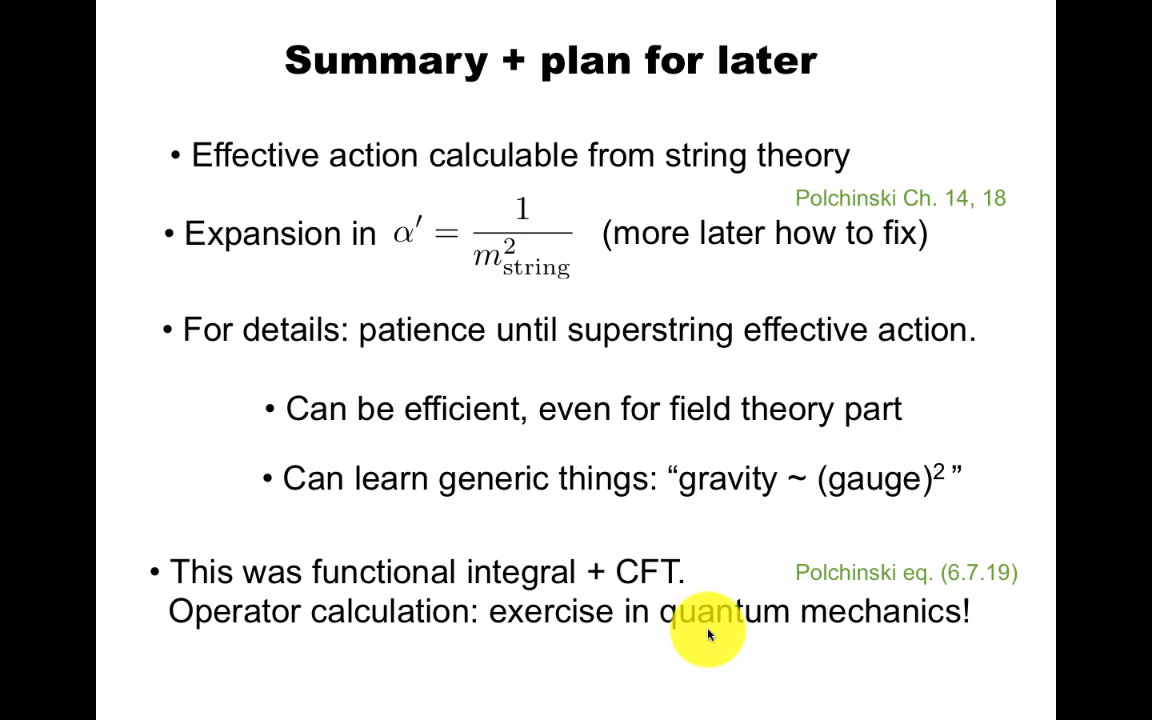 Summary + plan for later
• Effective action calculable from string theory
Polchinski Ch. 14, 18
• Expansion in α′ = 1/m²_string (more later how to fix)
• For details: patience until superstring effective action.
• Can be efficient, even for field theory part
• Can learn generic things: “gravity ~ (gauge)² ”
• This was functional integral + CFT. Polchinski eq. (6.7.19)
Operator calculation: exercise in quantum mechanics!